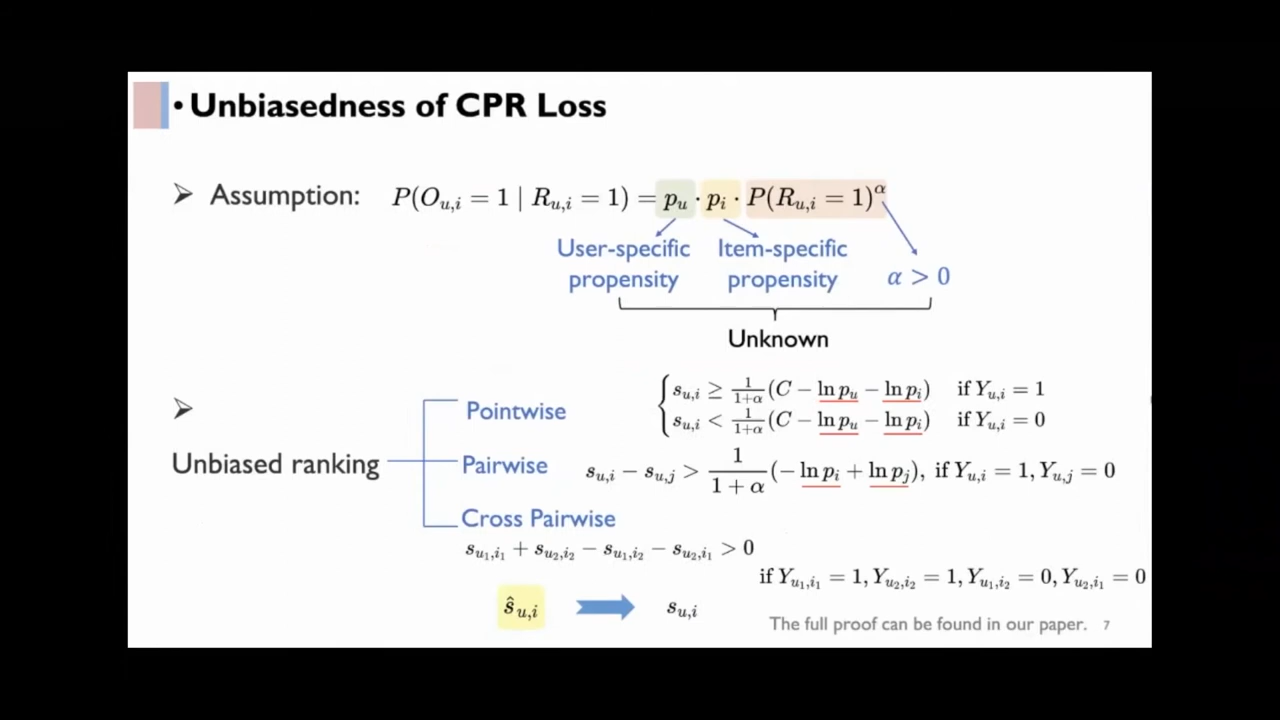 • Unbiasedness of CPR Loss
➤ Assumption: P(O_{u,i} = 1 | R_{u,i} = 1) = p_u · p_i · P(R_{u,i} = 1)^α
User-specific propensity
Item-specific propensity
α > 0
Unknown
➤
Unbiased ranking
Pointwise
{ s_{u,i} ≥ \frac{1}{1+α}(C − ln p_u − ln p_i) if Y_{u,i} = 1
s_{u,i} < \frac{1}{1+α}(C − ln p_u − ln p_i) if Y_{u,i} = 0
Pairwise s_{u,i} − s_{u,j} > \frac{1}{1 + α}(− ln p_i + ln p_j), if Y_{u,i} = 1, Y_{u,j} = 0
Cross Pairwise
s_{u_1,i_1} + s_{u_2,i_2} − s_{u_1,i_2} − s_{u_2,i_1} > 0
if Y_{u_1,i_1} = 1, Y_{u_2,i_2} = 1, Y_{u_1,i_2} = 0, Y_{u_2,i_1} = 0
ŝ_{u,i} s_{u,i}
The full proof can be found in our paper. 7